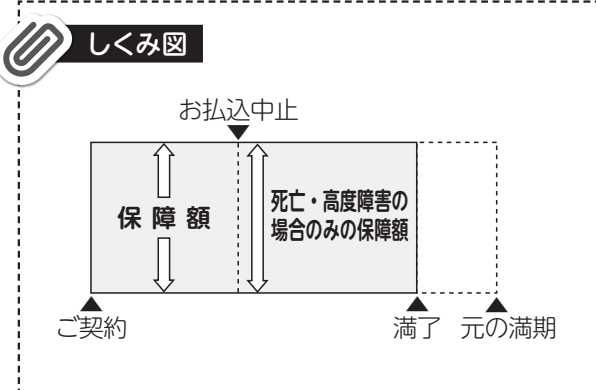 しくみ図
お払込中止
保障額
死亡・高度障害の
場合のみの保障額
ご契約
満了
元の満期